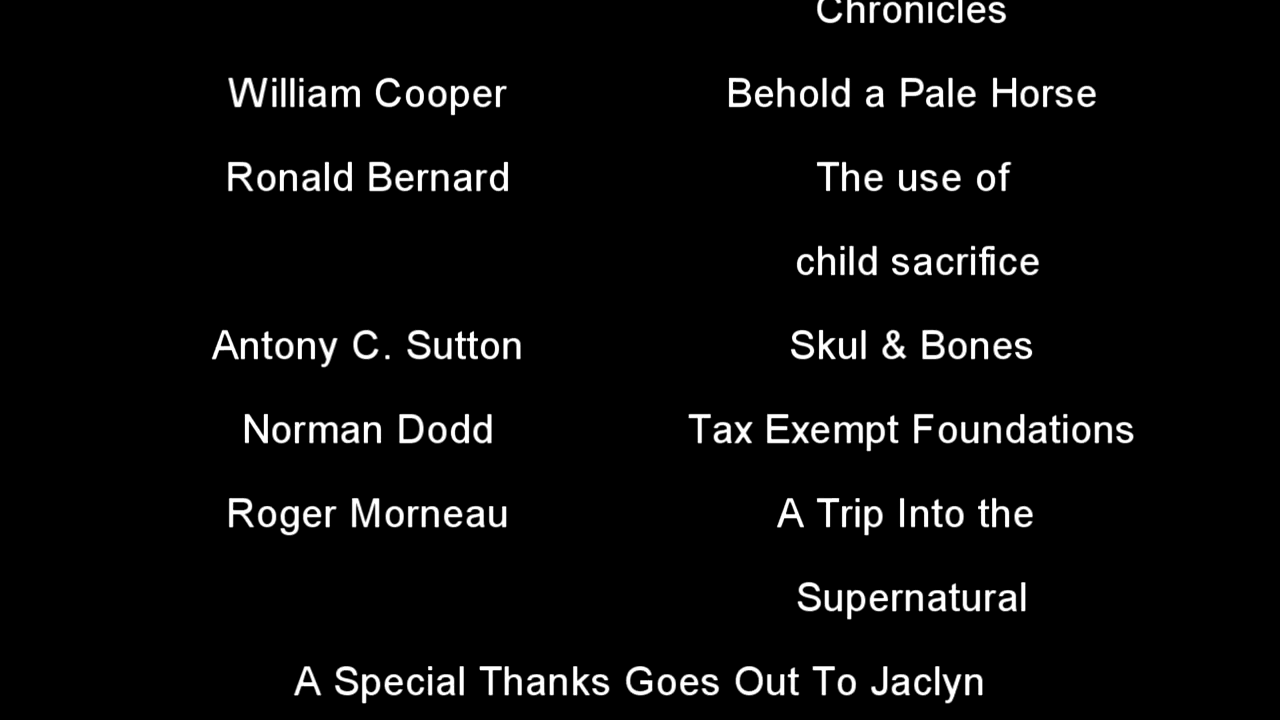 Chronicles
William Cooper Behold a Pale Horse
Ronald Bernard The use of
child sacrifice
Antony C. Sutton Skul & Bones
Norman Dodd Tax Exempt Foundations
Roger Morneau A Trip Into the
Supernatural
A Special Thanks Goes Out To Jaclyn